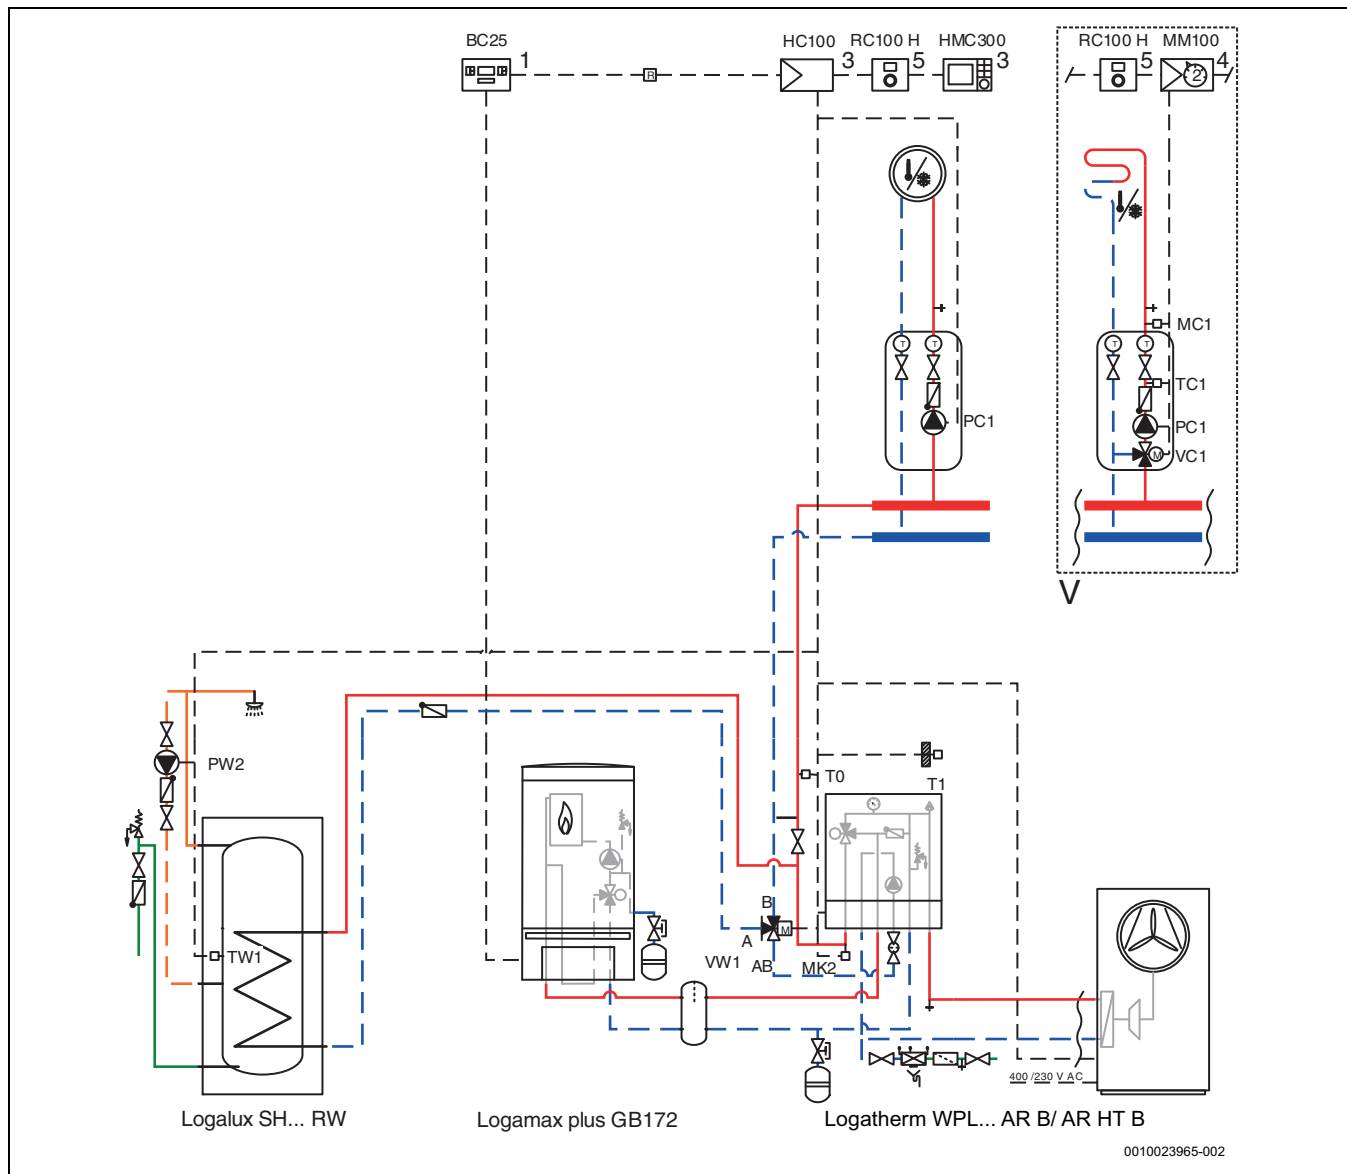 BC25
1
R
HC100
3
RC100 H
5
HMC300
3
RC100 H
5
MM100
4
2
T
T
PC1
MC1
T
T
TC1
PC1
VC1
M
V
PW2
T0
T1
B
A
M
VW1
AB
MK2
TW1
400 /230 V AC
Logalux SH... RW
Logamax plus GB172
Logatherm WPL... AR B/ AR HT B
0010023965-002